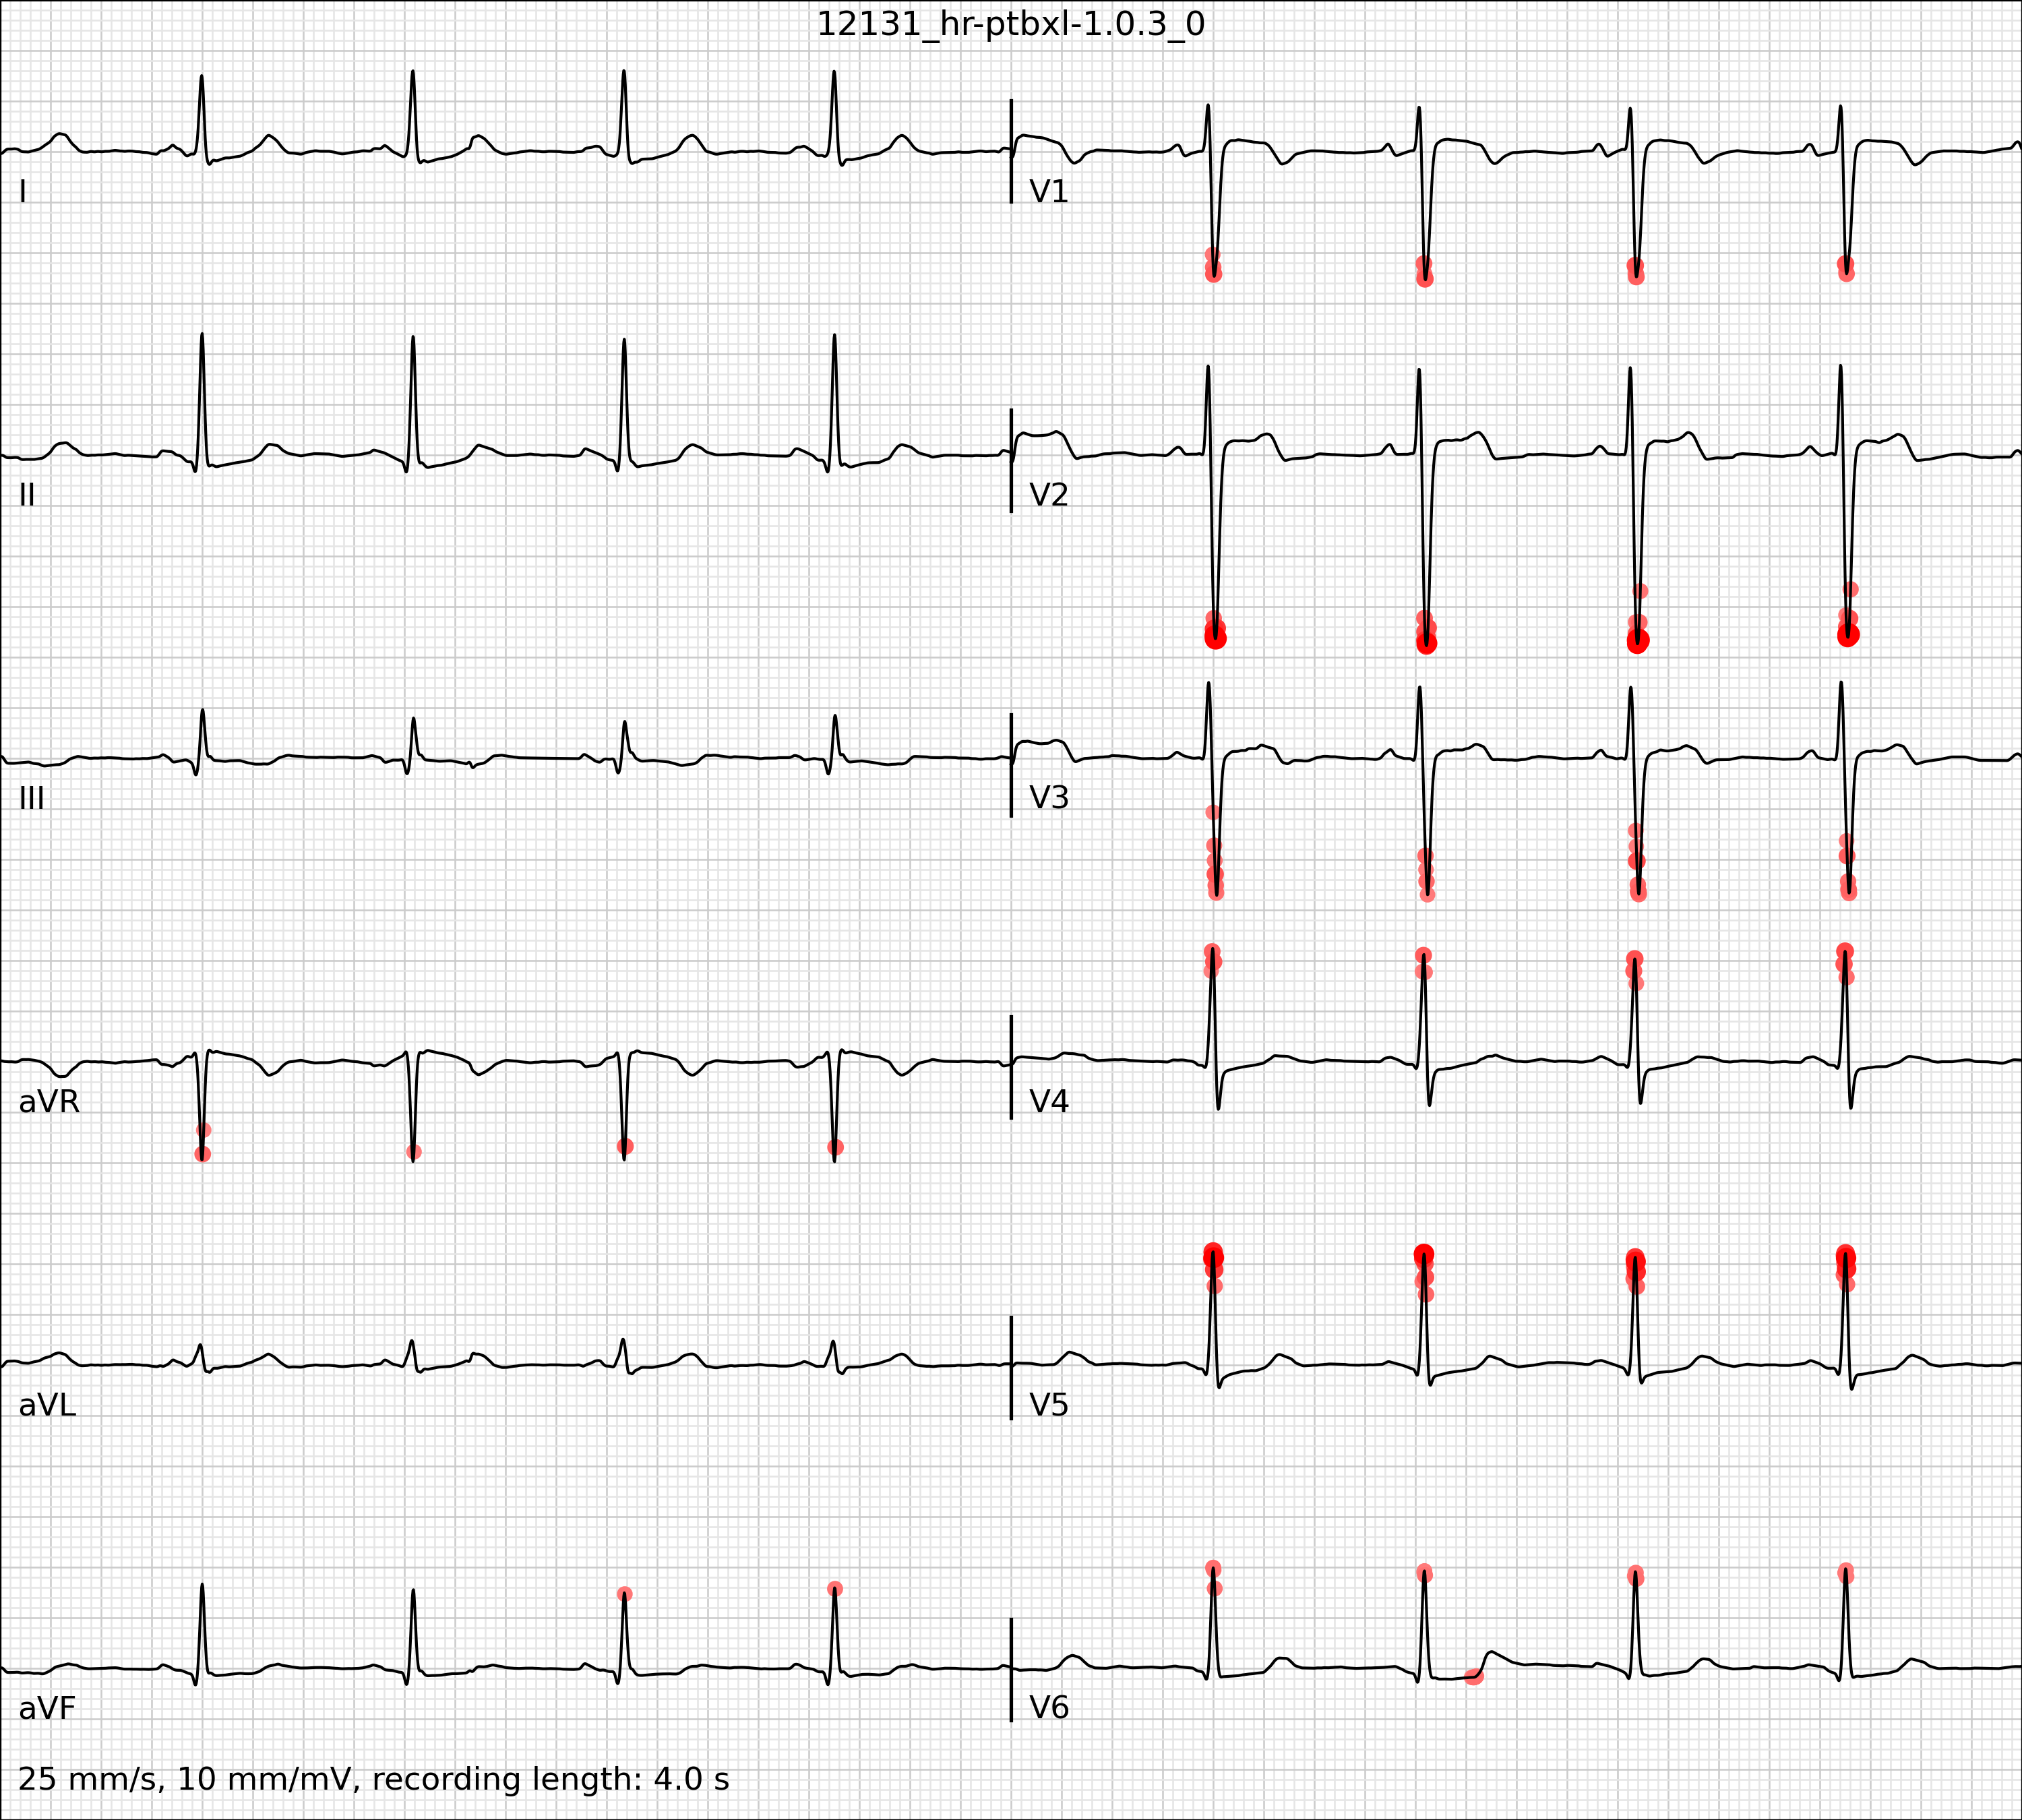 12131_hr-ptbxl-1.0.3_0
I
V1
II
V2
III
V3
aVR
V4
aVL
V5
aVF
V6
25 mm/s, 10 mm/mV, recording length: 4.0 s